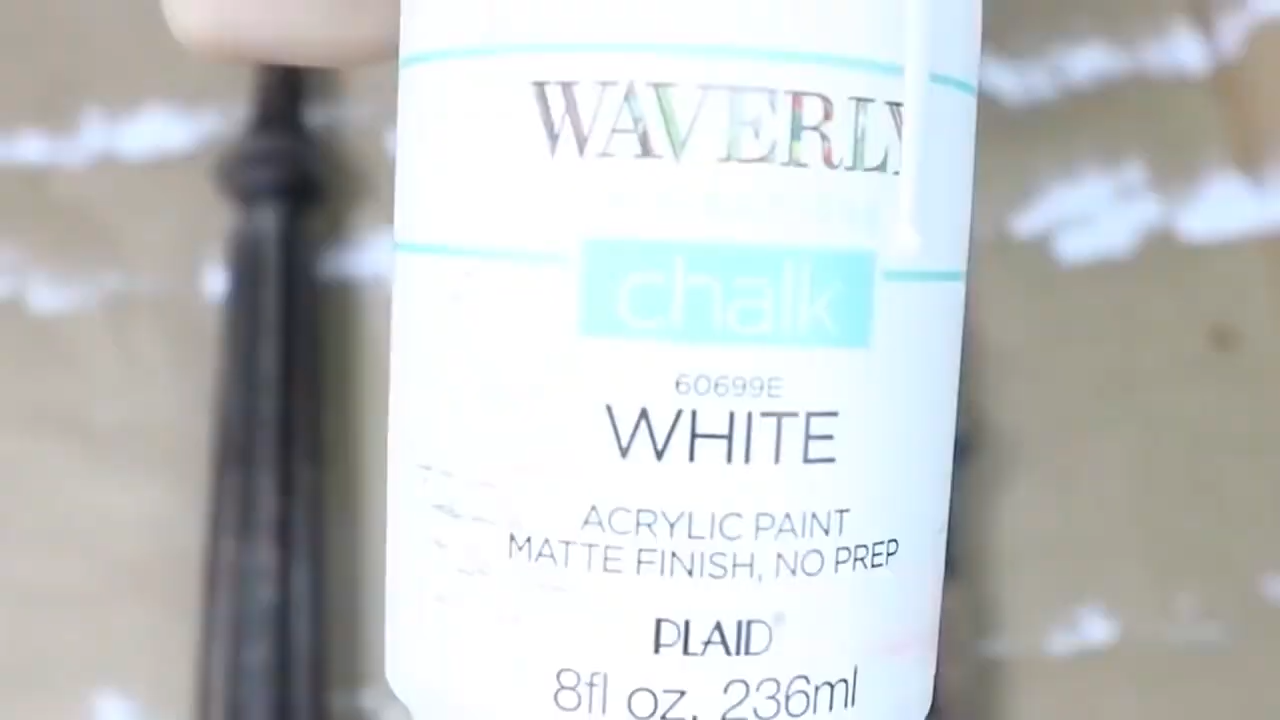 WAVERLY
chalk
60699E
WHITE
ACRYLIC PAINT
MATTE FINISH, NO PREP
PLAID®
8fl oz. 236ml